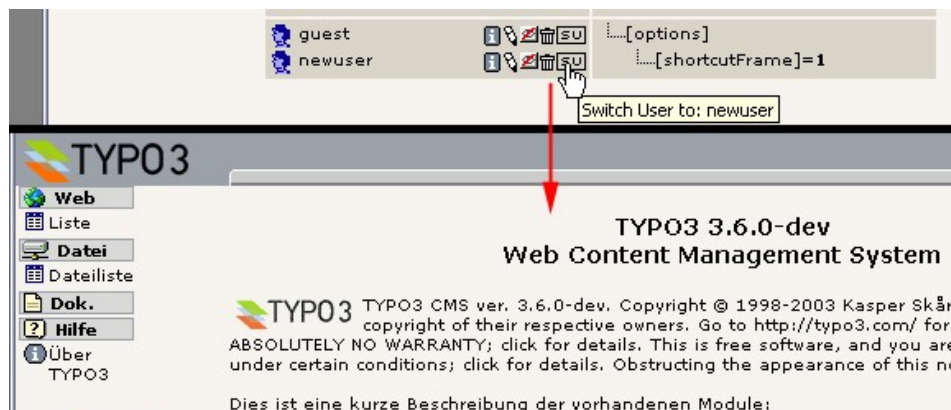 guest su [options]
newuser su [shortcutFrame]=1
Switch User to: newuser
TYPO3
Web
Liste
Datei
Dateiliste
Dok.
Hilfe
Über
TYPO3
TYPO3 3.6.0-dev
Web Content Management System
TYPO3 TYPO3 CMS ver. 3.6.0-dev. Copyright © 1998-2003 Kasper Skår
copyright of their respective owners. Go to http://typo3.com/ for
ABSOLUTELY NO WARRANTY; click for details. This is free software, and you are
under certain conditions; click for details. Obstructing the appearance of this
Dies ist eine kurze Beschreibung der vorhandenen Module: